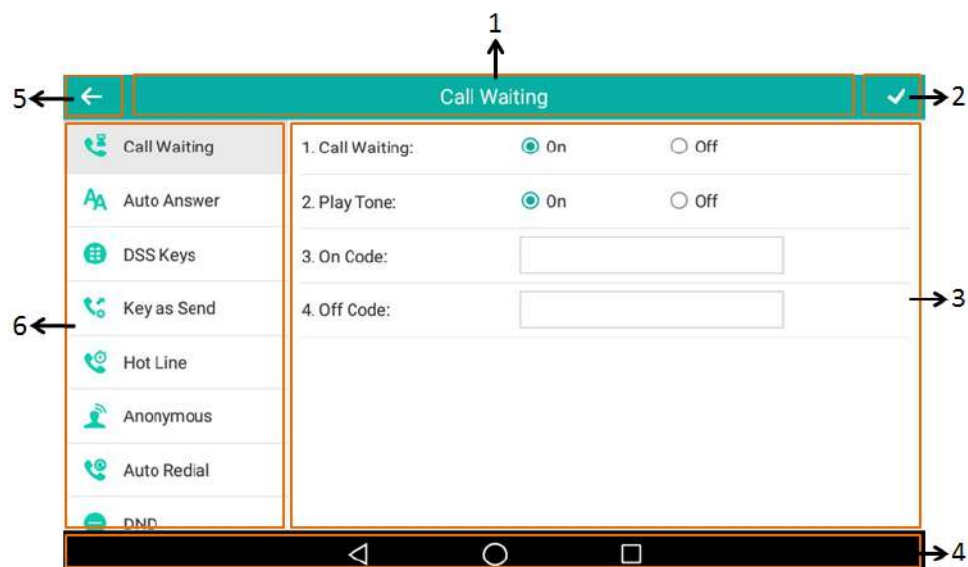 1
Call Waiting
5
2
Call Waiting
1. Call Waiting: On Off
Auto Answer
2. Play Tone: On Off
DSS Keys
3. On Code:
Key as Send
4. Off Code:
3
6
Hot Line
Anonymous
Auto Redial
DND
4